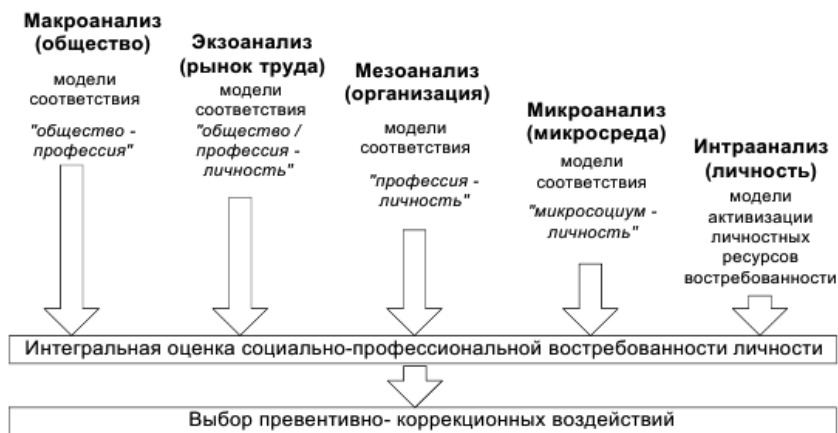 Макроанализ
(общество)
модели
соответствия
"общество -
профессия"
Экзоанализ
(рынок труда)
модели
соответствия
"общество /
профессия -
личность"
Мезоанализ
(организация)
модели
соответствия
"профессия -
личность"
Микроанализ
(микросреда)
модели
соответствия
"микросоциум -
личность"
Интраанализ
(личность)
модели
активизации
личностных
ресурсов
востребованности
Интегральная оценка социально-профессиональной востребованности личности
Выбор превентивно- коррекционных воздействий